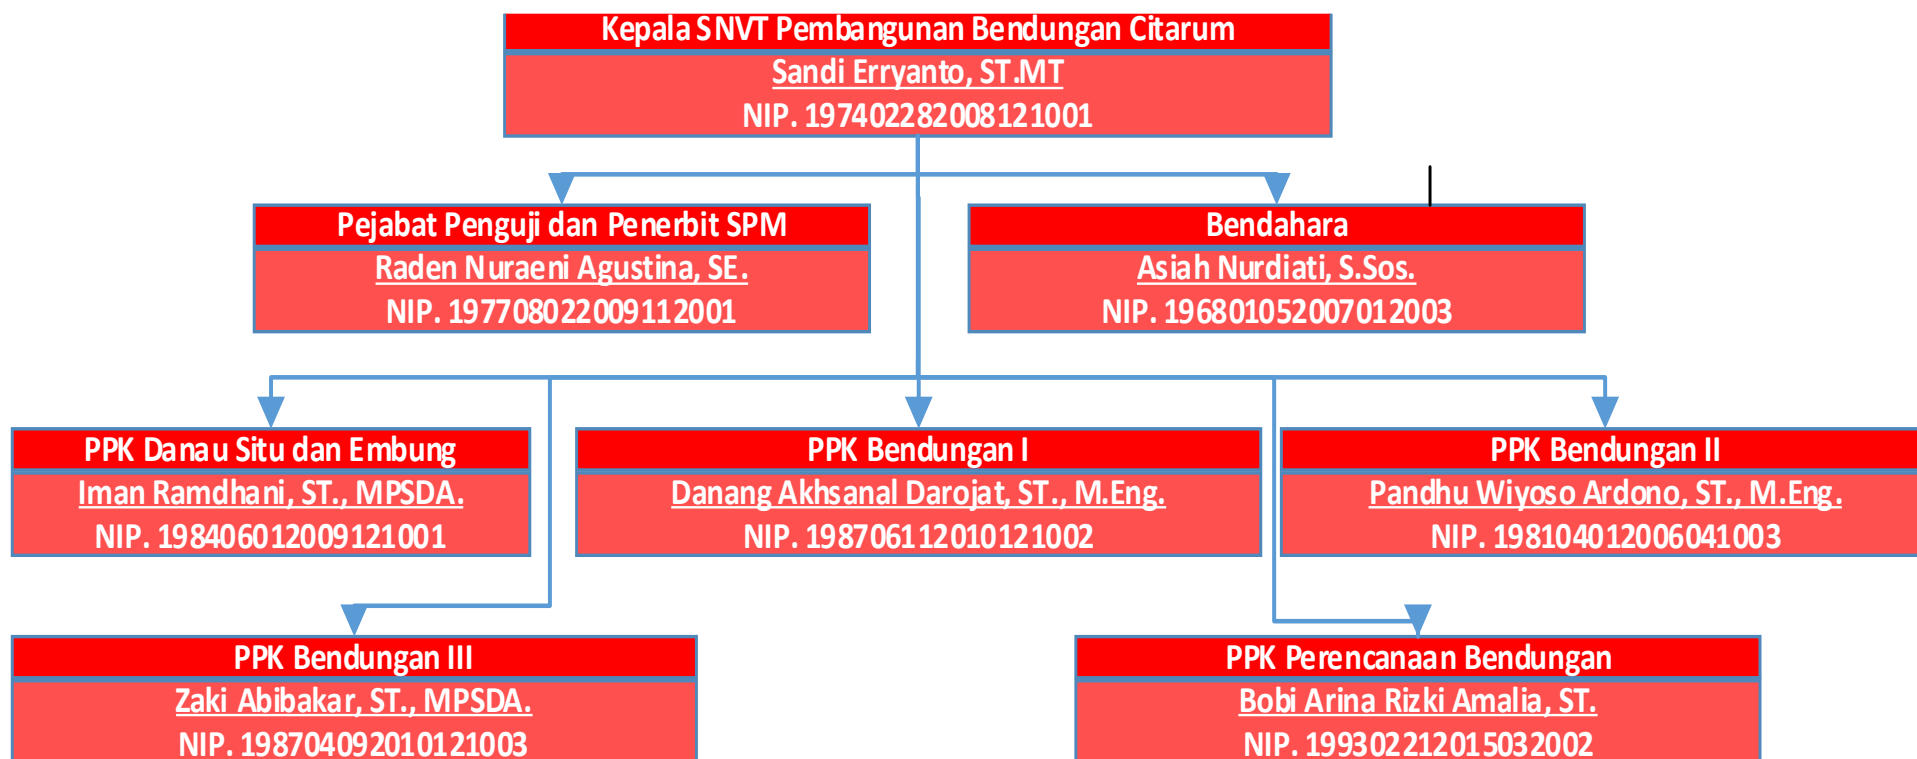 Kepala SNVT Pembangunan Bendungan Citarum
Sandi Erryanto, ST.MT
NIP. 197402282008121001
Pejabat Penguji dan Penerbit SPM
Raden Nuraeni Agustina, SE.
NIP. 197708022009112001
Bendahara
Asiah Nurdiati, S.Sos.
NIP. 196801052007012003
PPK Danau Situ dan Embung
Iman Ramdhani, ST., MPSDA.
NIP. 198406012009121001
PPK Bendungan I
Danang Akhsanal Darojat, ST., M.Eng.
NIP. 198706112010121002
PPK Bendungan II
Pandhu Wiyoso Ardono, ST., M.Eng.
NIP. 198104012006041003
PPK Bendungan III
Zaki Abibakar, ST., MPSDA.
NIP. 198704092010121003
PPK Perencanaan Bendungan
Bobi Arina Rizki Amalia, ST.
NIP. 199302212015032002